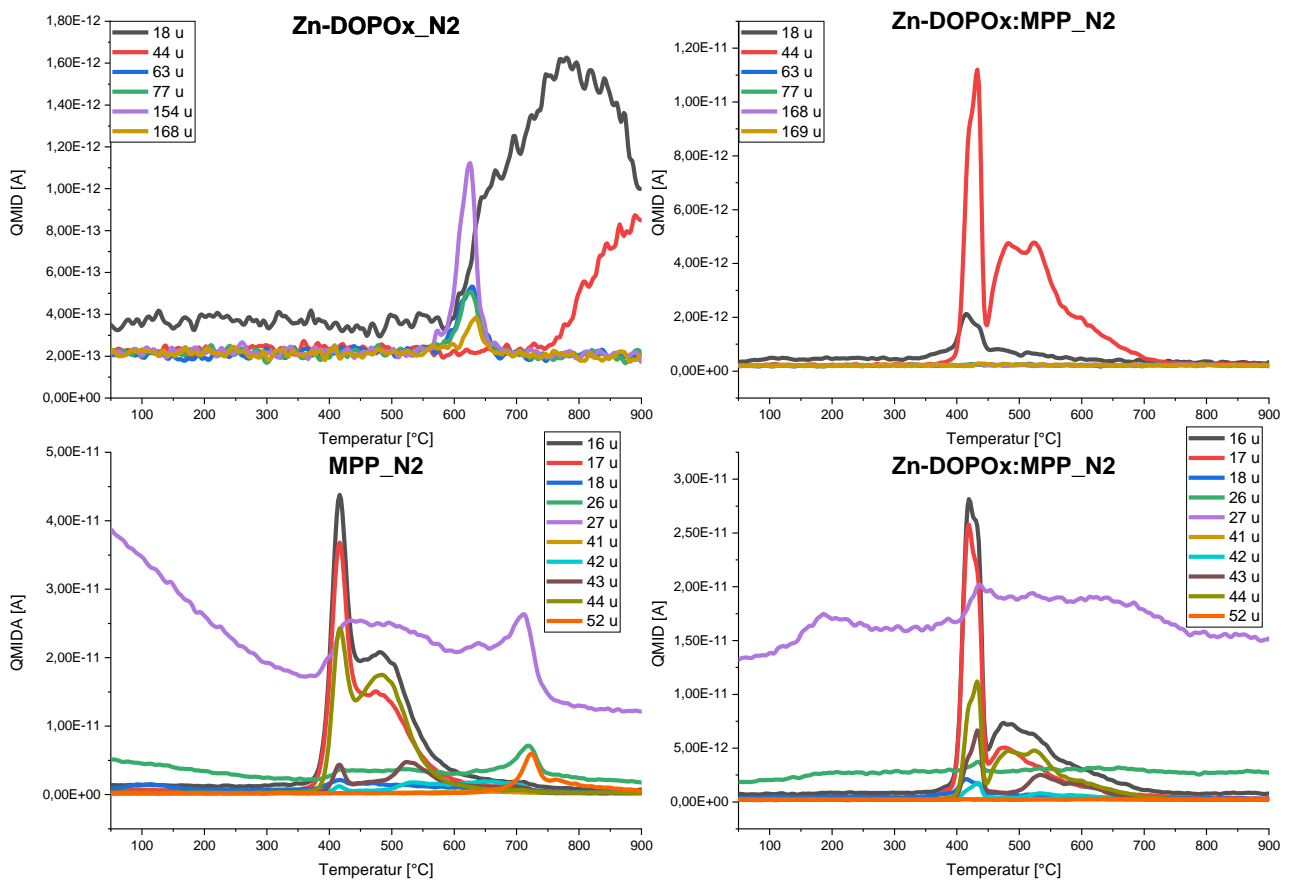 Zn-DOPOx_N2
18 u
44 u
63 u
77 u
154 u
168 u
QMID [A]
1,80E-12
1,60E-12
1,40E-12
1,20E-12
1,00E-12
8,00E-13
6,00E-13
4,00E-13
2,00E-13
0,00E+00
100 200 300 400 500 600 700 800 900
Temperatur [°C]
Zn-DOPOx:MPP_N2
18 u
44 u
63 u
77 u
168 u
169 u
QMID [A]
1,20E-11
1,00E-11
8,00E-12
6,00E-12
4,00E-12
2,00E-12
0,00E+00
100 200 300 400 500 600 700 800 900
Temperatur [°C]
MPP_N2
16 u
17 u
18 u
26 u
27 u
41 u
42 u
43 u
44 u
52 u
QMIDA [A]
5,00E-11
4,00E-11
3,00E-11
2,00E-11
1,00E-11
0,00E+00
100 200 300 400 500 600 700 800 900
Temperatur [°C]
Zn-DOPOx:MPP_N2
16 u
17 u
18 u
26 u
27 u
41 u
42 u
43 u
44 u
52 u
QMID [A]
3,00E-11
2,50E-11
2,00E-11
1,50E-11
1,00E-11
5,00E-12
0,00E+00
100 200 300 400 500 600 700 800 900
Temperatur [°C]